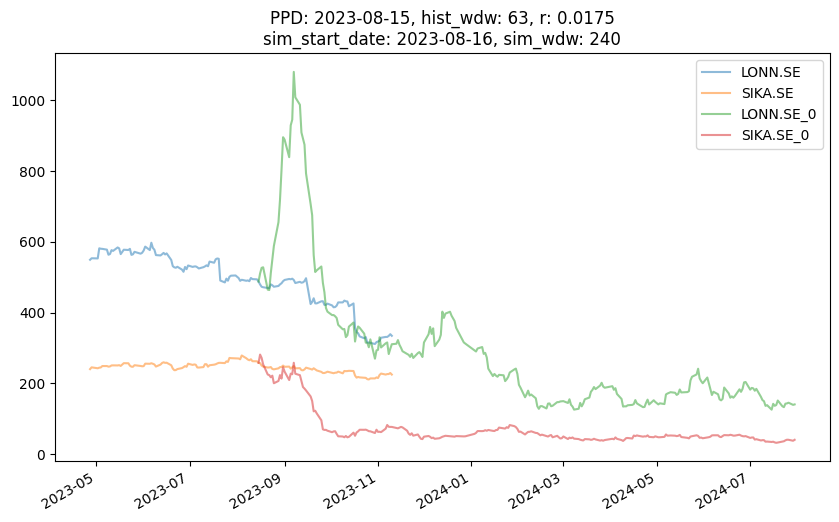 PPD: 2023-08-15, hist_wdw: 63, r: 0.0175
sim_start_date: 2023-08-16, sim_wdw: 240
LONN.SE
SIKA.SE
LONN.SE_0
SIKA.SE_0
1000
800
600
400
200
0
2023-05
2023-07
2023-09
2023-11
2024-01
2024-03
2024-05
2024-07